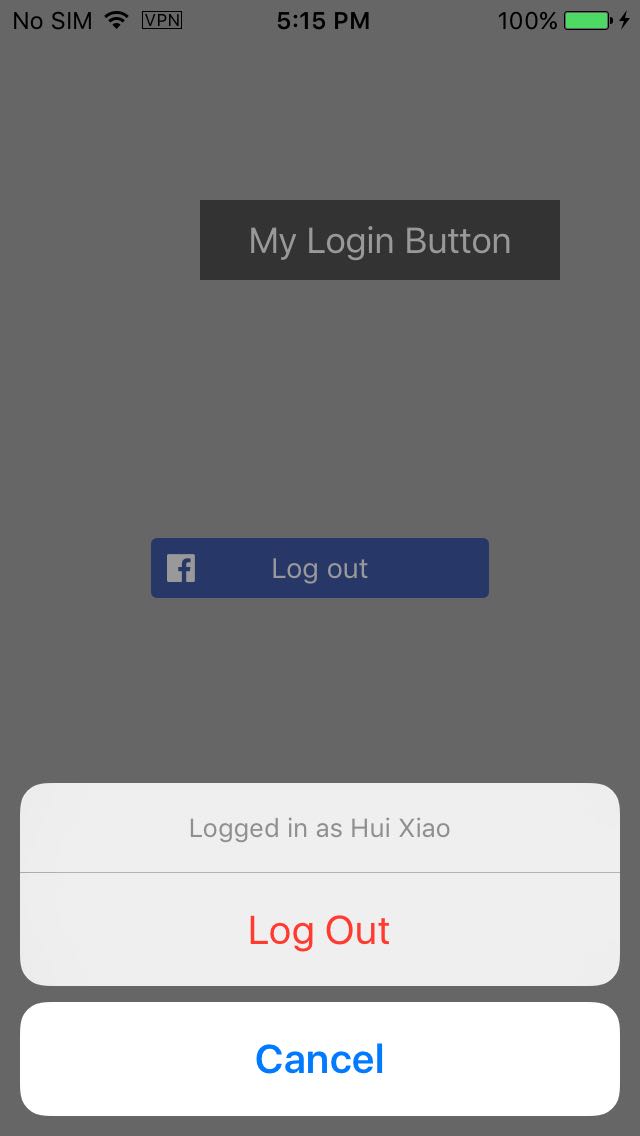 No SIM VPN 5:15 PM 100%
My Login Button
Log out
Logged in as Hui Xiao
Log Out
Cancel